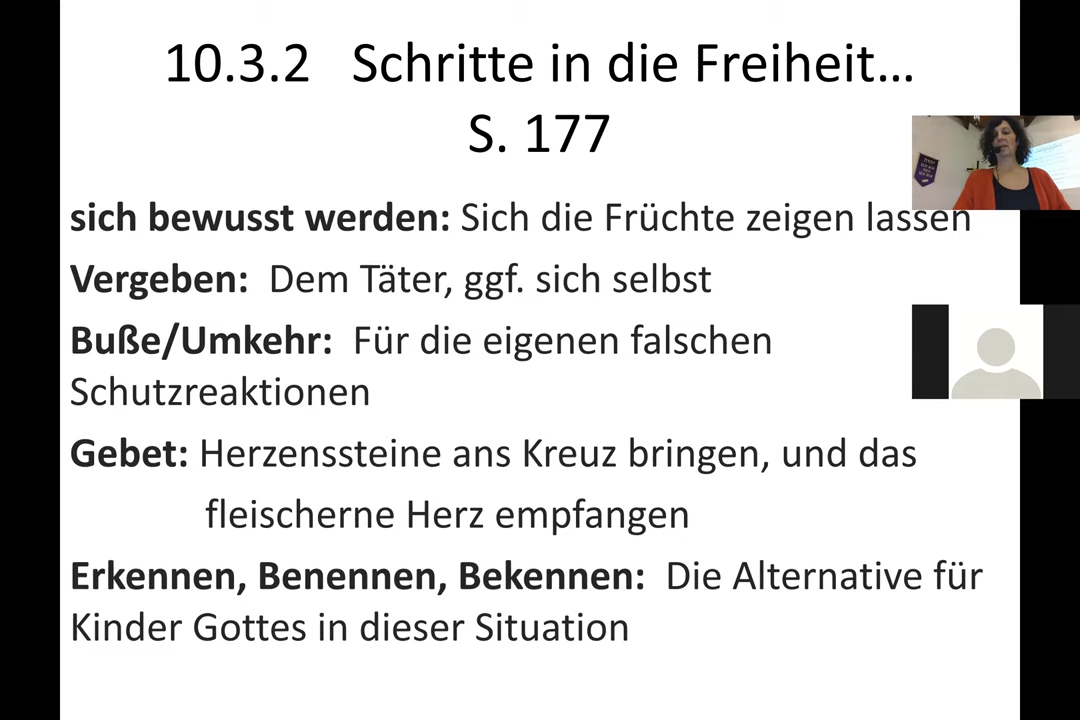 10.3.2 Schritte in die Freiheit...
S. 177
sich bewusst werden: Sich die Früchte zeigen lassen
Vergeben: Dem Täter, ggf. sich selbst
Buße/Umkehr: Für die eigenen falschen
Schutzreaktionen
Gebet: Herzenssteine ans Kreuz bringen, und das
fleischerne Herz empfangen
Erkennen, Benennen, Bekennen: Die Alternative für
Kinder Gottes in dieser Situation